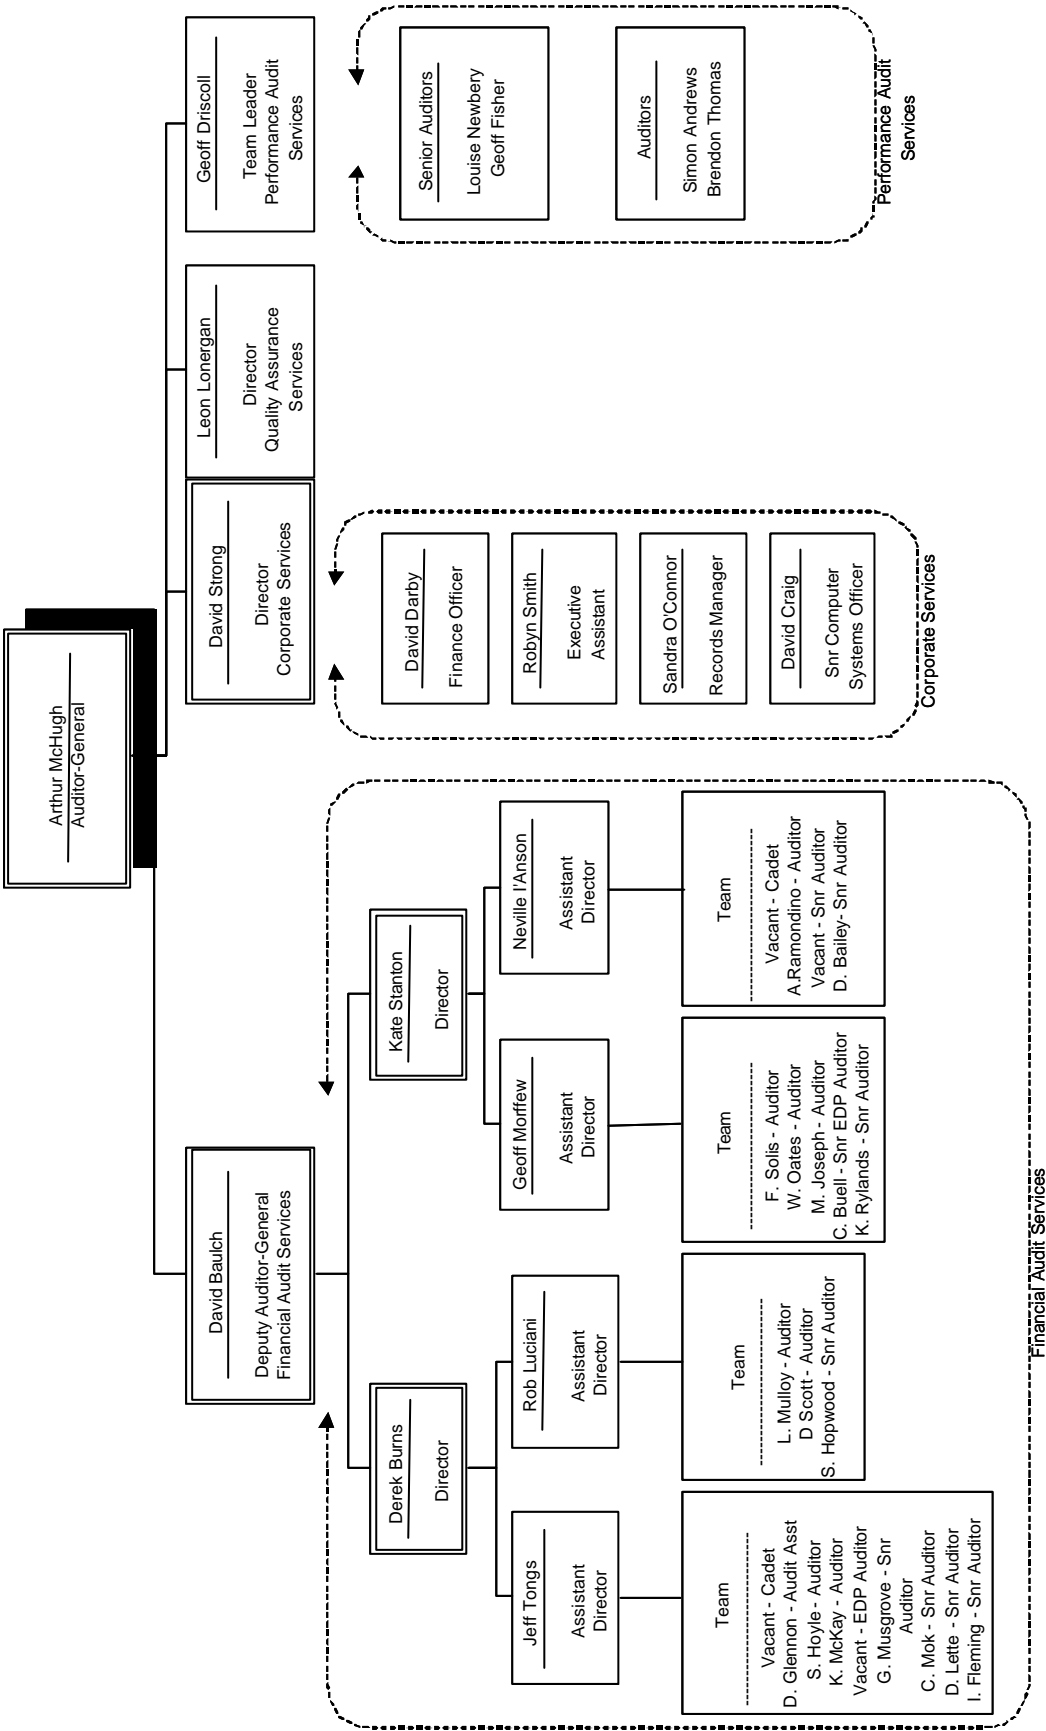 Arthur McHugh
Auditor-General
David Baulch
Deputy Auditor-General
Financial Audit Services
David Strong
Director
Corporate Services
Leon Lonergan
Director
Quality Assurance
Services
Geoff Driscoll
Team Leader
Performance Audit
Services
Derek Burns
Director
Kate Stanton
Director
Jeff Tongs
Assistant
Director
Rob Luciani
Assistant
Director
Geoff Morffew
Assistant
Director
Neville I'Anson
Assistant
Director
Team
Vacant - Cadet
D. Glennon - Audit Asst
S. Hoyle - Auditor
K. McKay - Auditor
Vacant - EDP Auditor
G. Musgrove - Snr
Auditor
C. Mok - Snr Auditor
D. Lette - Snr Auditor
I. Fleming - Snr Auditor
Team
L. Mulloy - Auditor
D Scott - Auditor
S. Hopwood - Snr Auditor
Team
F. Solis - Auditor
W. Oates - Auditor
M. Joseph - Auditor
C. Buell - Snr EDP Auditor
K. Rylands - Snr Auditor
Team
Vacant - Cadet
A.Ramondino - Auditor
Vacant - Snr Auditor
D. Bailey- Snr Auditor
Financial Audit Services
David Darby
Finance Officer
Robyn Smith
Executive
Assistant
Sandra O'Connor
Records Manager
David Craig
Snr Computer
Systems Officer
Corporate Services
Senior Auditors
Louise Newbery
Geoff Fisher
Auditors
Simon Andrews
Brendon Thomas
Performance Audit
Services